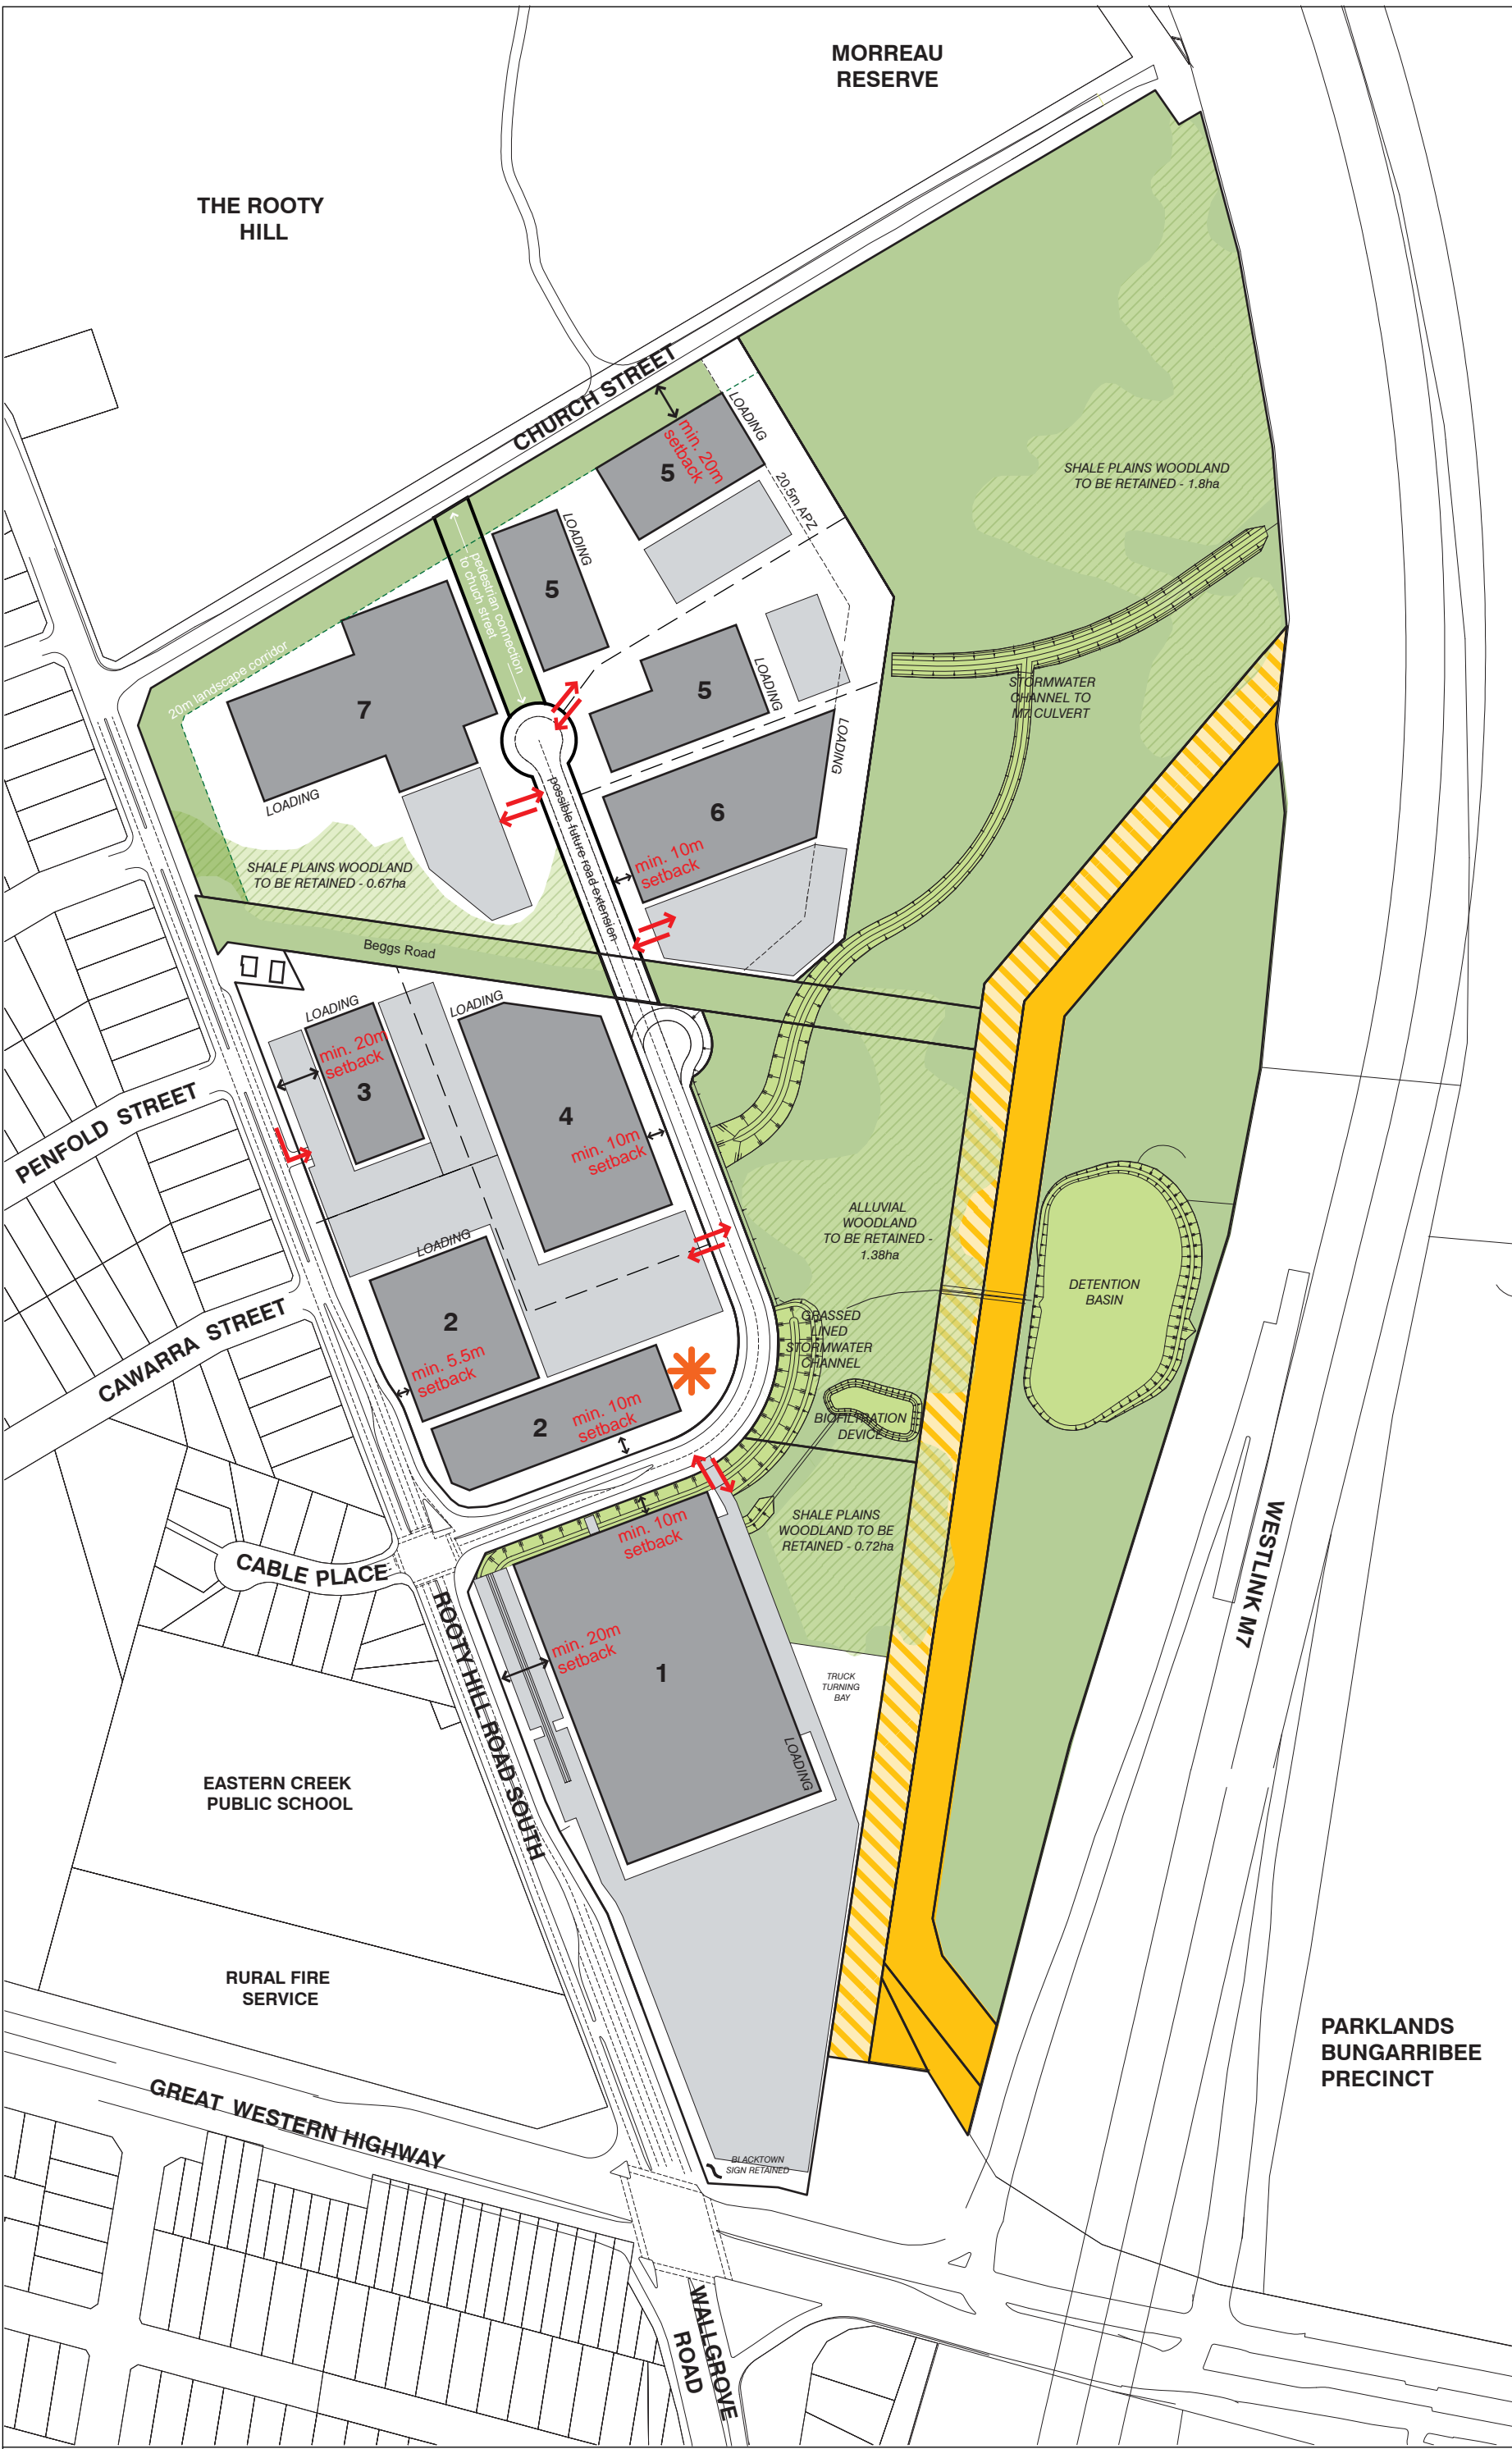 MORREAU
RESERVE
THE ROOTY
HILL
CHURCH STREET
LOADING
min. 20m
setback
5
20.5m APZ
SHALE PLAINS WOODLAND
TO BE RETAINED - 1.8ha
LOADING
5
pedestrian connection
to chuch street
20m landscape corridor
7
LOADING
5
LOADING
STORMWATER
CHANNEL TO
M7 CULVERT
LOADING
6
possible future road extension
min. 10m
setback
SHALE PLAINS WOODLAND
TO BE RETAINED - 0.67ha
Beggs Road
LOADING
LOADING
min. 20m
setback
3
4
min. 10m
setback
PENFOLD STREET
ALLUVIAL
WOODLAND
TO BE RETAINED -
1.38ha
LOADING
DETENTION
BASIN
2
min. 5.5m
setback
GRASSED
LINED
STORMWATER
CHANNEL
CAWARRA STREET
2
min. 10m
setback
BIOFILTRATION
DEVICE
SHALE PLAINS
WOODLAND TO BE
RETAINED - 0.72ha
min. 10m
setback
CABLE PLACE
WESTLINK M7
ROOTY HILL ROAD SOUTH
min. 20m
setback
1
TRUCK
TURNING
BAY
LOADING
EASTERN CREEK
PUBLIC SCHOOL
RURAL FIRE
SERVICE
PARKLANDS
BUNGARRIBEE
PRECINCT
GREAT WESTERN HIGHWAY
BLACKTOWN
SIGN RETAINED
WALLGROVE
ROAD